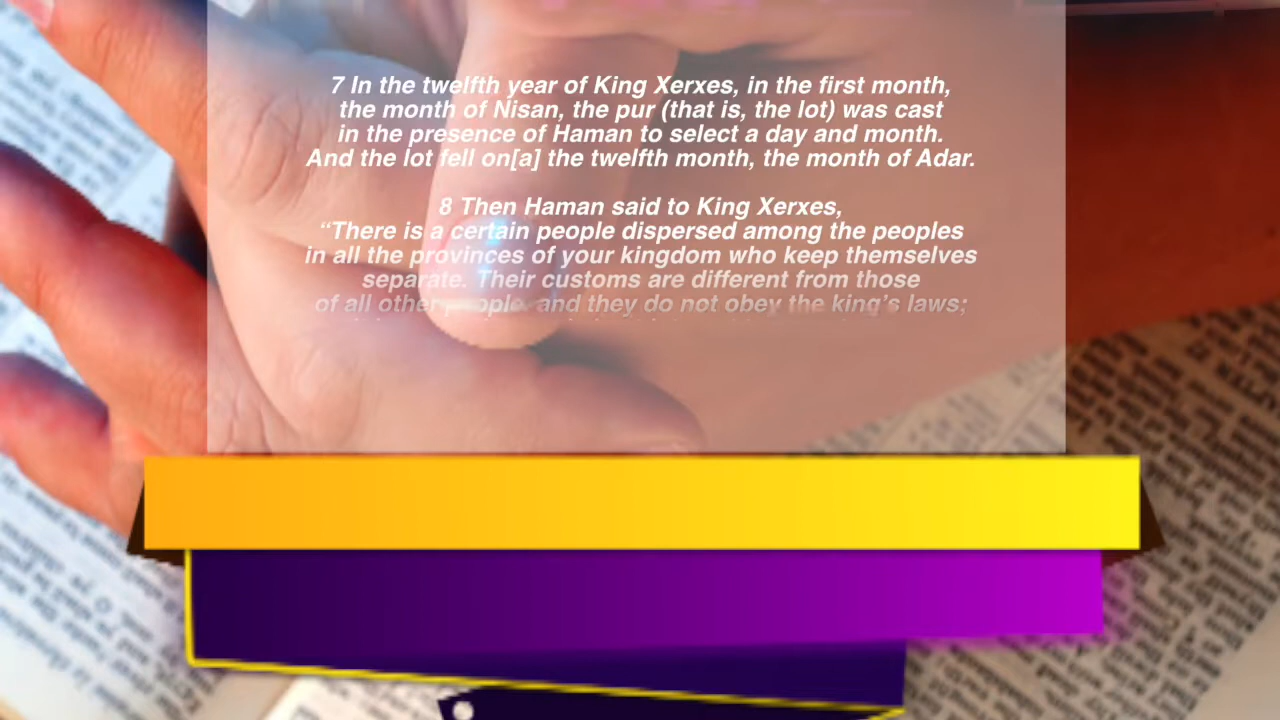 7 In the twelfth year of King Xerxes, in the first month,
the month of Nisan, the pur (that is, the lot) was cast
in the presence of Haman to select a day and month.
And the lot fell on[a] the twelfth month, the month of Adar.
8 Then Haman said to King Xerxes,
“There is a certain people dispersed among the peoples
in all the provinces of your kingdom who keep themselves
separate. Their customs are different from those
of all other people, and they do not obey the king’s laws;